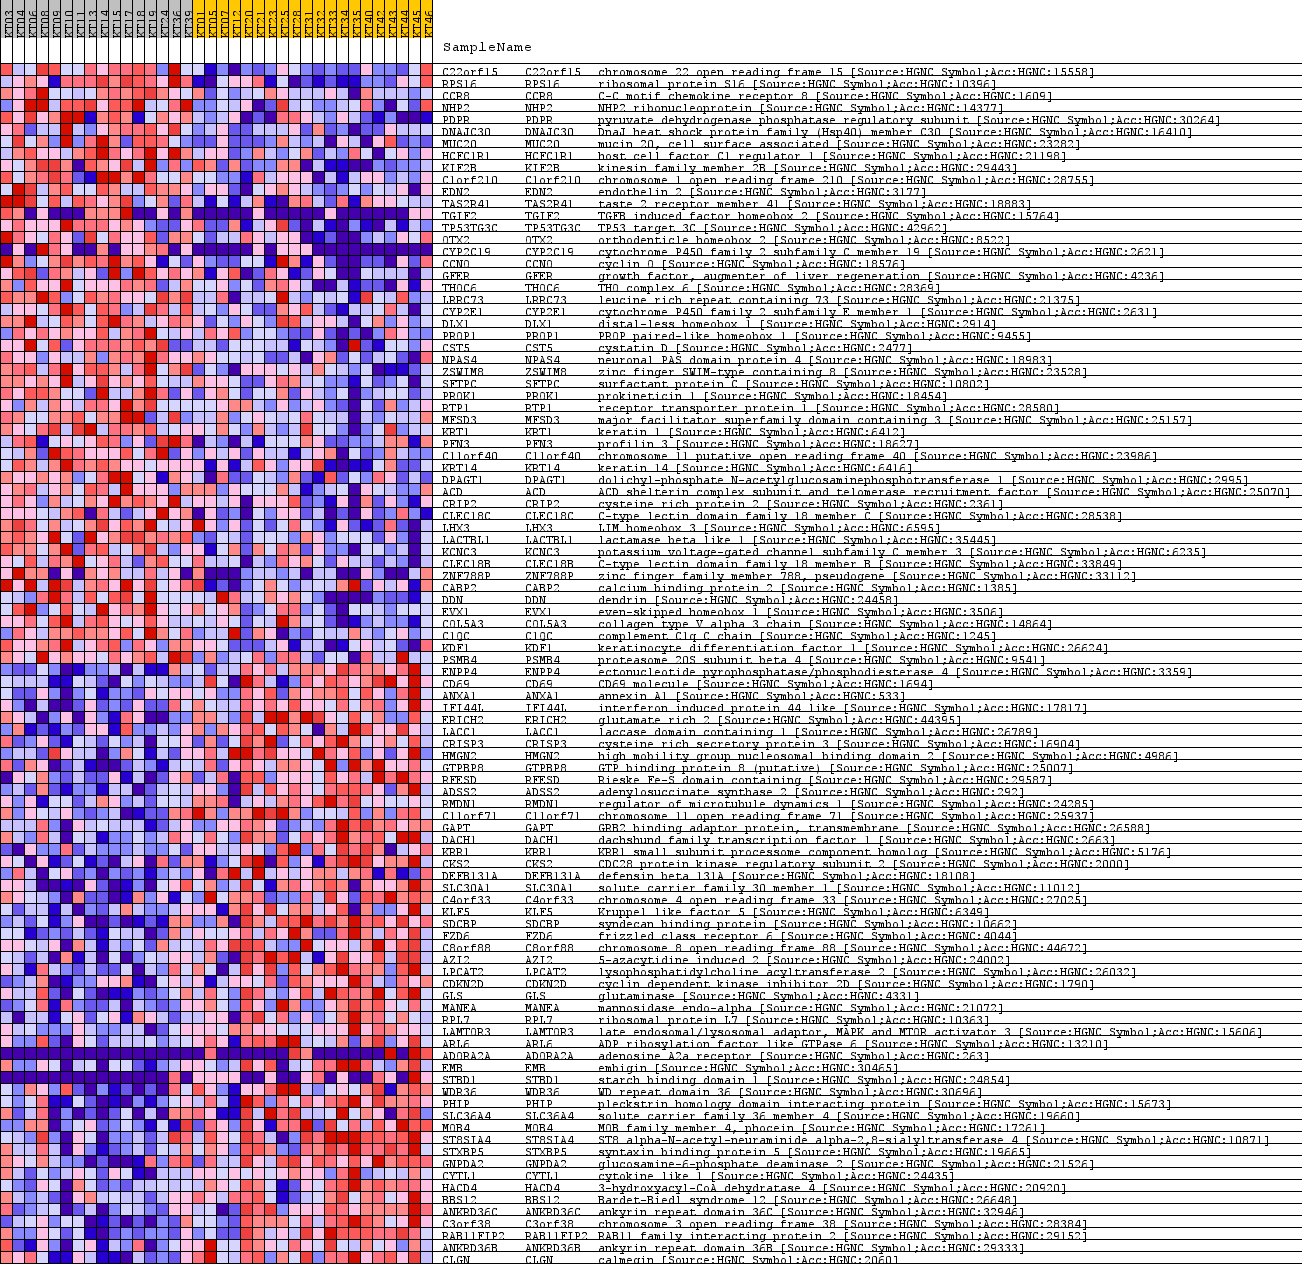 KT03 KT04 KT06 KT08 KT09 KT10 KT11 KT13 KT14 KT15 KT17 KT18 KT19 KT24 KT36 KT39 KT01 KT05 KT07 KT12 KT20 KT21 KT23 KT25 KT28 KT31 KT32 KT33 KT34 KT35 KT40 KT42 KT43 KT44 KT45 KT46
SampleName
C22orf15 C22orf15 chromosome 22 open reading frame 15 [Source:HGNC Symbol;Acc:HGNC:15558]
RPS16 RPS16 ribosomal protein S16 [Source:HGNC Symbol;Acc:HGNC:10396]
CCR8 CCR8 C-C motif chemokine receptor 8 [Source:HGNC Symbol;Acc:HGNC:1609]
NHP2 NHP2 NHP2 ribonucleoprotein [Source:HGNC Symbol;Acc:HGNC:14377]
PDPR PDPR pyruvate dehydrogenase phosphatase regulatory subunit [Source:HGNC Symbol;Acc:HGNC:30264]
DNAJC30 DNAJC30 DnaJ heat shock protein family (Hsp40) member C30 [Source:HGNC Symbol;Acc:HGNC:16410]
MUC20 MUC20 mucin 20, cell surface associated [Source:HGNC Symbol;Acc:HGNC:23282]
HCFC1R1 HCFC1R1 host cell factor C1 regulator 1 [Source:HGNC Symbol;Acc:HGNC:21198]
KIF2B KIF2B kinesin family member 2B [Source:HGNC Symbol;Acc:HGNC:29443]
C1orf210 C1orf210 chromosome 1 open reading frame 210 [Source:HGNC Symbol;Acc:HGNC:28755]
EDN2 EDN2 endothelin 2 [Source:HGNC Symbol;Acc:HGNC:3177]
TAS2R41 TAS2R41 taste 2 receptor member 41 [Source:HGNC Symbol;Acc:HGNC:18883]
TGIF2 TGIF2 TGFB induced factor homeobox 2 [Source:HGNC Symbol;Acc:HGNC:15764]
TP53TG3C TP53TG3C TP53 target 3C [Source:HGNC Symbol;Acc:HGNC:42962]
OTX2 OTX2 orthodenticle homeobox 2 [Source:HGNC Symbol;Acc:HGNC:8522]
CYP2C19 CYP2C19 cytochrome P450 family 2 subfamily C member 19 [Source:HGNC Symbol;Acc:HGNC:2621]
CCNO CCNO cyclin O [Source:HGNC Symbol;Acc:HGNC:18576]
GFER GFER growth factor, augmenter of liver regeneration [Source:HGNC Symbol;Acc:HGNC:4236]
THOC6 THOC6 THO complex 6 [Source:HGNC Symbol;Acc:HGNC:28369]
LRRC73 LRRC73 leucine rich repeat containing 73 [Source:HGNC Symbol;Acc:HGNC:21375]
CYP2E1 CYP2E1 cytochrome P450 family 2 subfamily E member 1 [Source:HGNC Symbol;Acc:HGNC:2631]
DLX1 DLX1 distal-less homeobox 1 [Source:HGNC Symbol;Acc:HGNC:2914]
PROP1 PROP1 PROP paired-like homeobox 1 [Source:HGNC Symbol;Acc:HGNC:9455]
CST5 CST5 cystatin D [Source:HGNC Symbol;Acc:HGNC:2477]
NPAS4 NPAS4 neuronal PAS domain protein 4 [Source:HGNC Symbol;Acc:HGNC:18983]
ZSWIM8 ZSWIM8 zinc finger SWIM-type containing 8 [Source:HGNC Symbol;Acc:HGNC:23528]
SFTPC SFTPC surfactant protein C [Source:HGNC Symbol;Acc:HGNC:10802]
PROK1 PROK1 prokineticin 1 [Source:HGNC Symbol;Acc:HGNC:18454]
RTP1 RTP1 receptor transporter protein 1 [Source:HGNC Symbol;Acc:HGNC:28580]
MFSD3 MFSD3 major facilitator superfamily domain containing 3 [Source:HGNC Symbol;Acc:HGNC:25157]
KRT1 KRT1 keratin 1 [Source:HGNC Symbol;Acc:HGNC:6412]
PFN3 PFN3 profilin 3 [Source:HGNC Symbol;Acc:HGNC:18627]
C11orf40 C11orf40 chromosome 11 putative open reading frame 40 [Source:HGNC Symbol;Acc:HGNC:23986]
KRT14 KRT14 keratin 14 [Source:HGNC Symbol;Acc:HGNC:6416]
DPAGT1 DPAGT1 dolichyl-phosphate N-acetylglucosaminephosphotransferase 1 [Source:HGNC Symbol;Acc:HGNC:2995]
ACD ACD ACD shelterin complex subunit and telomerase recruitment factor [Source:HGNC Symbol;Acc:HGNC:25070]
CRIP2 CRIP2 cysteine rich protein 2 [Source:HGNC Symbol;Acc:HGNC:2361]
CLEC18C CLEC18C C-type lectin domain family 18 member C [Source:HGNC Symbol;Acc:HGNC:28538]
LHX3 LHX3 LIM homeobox 3 [Source:HGNC Symbol;Acc:HGNC:6595]
LACTBL1 LACTBL1 lactamase beta like 1 [Source:HGNC Symbol;Acc:HGNC:35445]
KCNC3 KCNC3 potassium voltage-gated channel subfamily C member 3 [Source:HGNC Symbol;Acc:HGNC:6235]
CLEC18B CLEC18B C-type lectin domain family 18 member B [Source:HGNC Symbol;Acc:HGNC:33849]
ZNF788P ZNF788P zinc finger family member 788, pseudogene [Source:HGNC Symbol;Acc:HGNC:33112]
CABP2 CABP2 calcium binding protein 2 [Source:HGNC Symbol;Acc:HGNC:1385]
DDN DDN dendrin [Source:HGNC Symbol;Acc:HGNC:24458]
EVX1 EVX1 even-skipped homeobox 1 [Source:HGNC Symbol;Acc:HGNC:3506]
COL5A3 COL5A3 collagen type V alpha 3 chain [Source:HGNC Symbol;Acc:HGNC:14864]
C1QC C1QC complement C1q C chain [Source:HGNC Symbol;Acc:HGNC:1245]
KDF1 KDF1 keratinocyte differentiation factor 1 [Source:HGNC Symbol;Acc:HGNC:26624]
PSMB4 PSMB4 proteasome 20S subunit beta 4 [Source:HGNC Symbol;Acc:HGNC:9541]
ENPP4 ENPP4 ectonucleotide pyrophosphatase/phosphodiesterase 4 [Source:HGNC Symbol;Acc:HGNC:3359]
CD69 CD69 CD69 molecule [Source:HGNC Symbol;Acc:HGNC:1694]
ANXA1 ANXA1 annexin A1 [Source:HGNC Symbol;Acc:HGNC:533]
IFI44L IFI44L interferon induced protein 44 like [Source:HGNC Symbol;Acc:HGNC:17817]
ERICH2 ERICH2 glutamate rich 2 [Source:HGNC Symbol;Acc:HGNC:44395]
LACC1 LACC1 laccase domain containing 1 [Source:HGNC Symbol;Acc:HGNC:26789]
CRISP3 CRISP3 cysteine rich secretory protein 3 [Source:HGNC Symbol;Acc:HGNC:16904]
HMGN2 HMGN2 high mobility group nucleosomal binding domain 2 [Source:HGNC Symbol;Acc:HGNC:4986]
GTPBP8 GTPBP8 GTP binding protein 8 (putative) [Source:HGNC Symbol;Acc:HGNC:25007]
RFESD RFESD Rieske Fe-S domain containing [Source:HGNC Symbol;Acc:HGNC:29587]
ADSS2 ADSS2 adenylosuccinate synthase 2 [Source:HGNC Symbol;Acc:HGNC:292]
RMDN1 RMDN1 regulator of microtubule dynamics 1 [Source:HGNC Symbol;Acc:HGNC:24285]
C11orf71 C11orf71 chromosome 11 open reading frame 71 [Source:HGNC Symbol;Acc:HGNC:25937]
GAPT GAPT GRB2 binding adaptor protein, transmembrane [Source:HGNC Symbol;Acc:HGNC:26588]
DACH1 DACH1 dachshund family transcription factor 1 [Source:HGNC Symbol;Acc:HGNC:2663]
KRR1 KRR1 KRR1 small subunit processome component homolog [Source:HGNC Symbol;Acc:HGNC:5176]
CKS2 CKS2 CDC28 protein kinase regulatory subunit 2 [Source:HGNC Symbol;Acc:HGNC:2000]
DEFB131A DEFB131A defensin beta 131A [Source:HGNC Symbol;Acc:HGNC:18108]
SLC30A1 SLC30A1 solute carrier family 30 member 1 [Source:HGNC Symbol;Acc:HGNC:11012]
C4orf33 C4orf33 chromosome 4 open reading frame 33 [Source:HGNC Symbol;Acc:HGNC:27025]
KLF5 KLF5 Kruppel like factor 5 [Source:HGNC Symbol;Acc:HGNC:6349]
SDCBP SDCBP syndecan binding protein [Source:HGNC Symbol;Acc:HGNC:10662]
FZD6 FZD6 frizzled class receptor 6 [Source:HGNC Symbol;Acc:HGNC:4044]
C8orf88 C8orf88 chromosome 8 open reading frame 88 [Source:HGNC Symbol;Acc:HGNC:44672]
AZI2 AZI2 5-azacytidine induced 2 [Source:HGNC Symbol;Acc:HGNC:24002]
LPCAT2 LPCAT2 lysophosphatidylcholine acyltransferase 2 [Source:HGNC Symbol;Acc:HGNC:26032]
CDKN2D CDKN2D cyclin dependent kinase inhibitor 2D [Source:HGNC Symbol;Acc:HGNC:1790]
GLS GLS glutaminase [Source:HGNC Symbol;Acc:HGNC:4331]
MANEA MANEA mannosidase endo-alpha [Source:HGNC Symbol;Acc:HGNC:21072]
RPL7 RPL7 ribosomal protein L7 [Source:HGNC Symbol;Acc:HGNC:10363]
LAMTOR3 LAMTOR3 late endosomal/lysosomal adaptor, MAPK and MTOR activator 3 [Source:HGNC Symbol;Acc:HGNC:15606]
ARL6 ARL6 ADP ribosylation factor like GTPase 6 [Source:HGNC Symbol;Acc:HGNC:13210]
ADORA2A ADORA2A adenosine A2a receptor [Source:HGNC Symbol;Acc:HGNC:263]
EMB EMB embigin [Source:HGNC Symbol;Acc:HGNC:30465]
STBD1 STBD1 starch binding domain 1 [Source:HGNC Symbol;Acc:HGNC:24854]
WDR36 WDR36 WD repeat domain 36 [Source:HGNC Symbol;Acc:HGNC:30696]
PHIP PHIP pleckstrin homology domain interacting protein [Source:HGNC Symbol;Acc:HGNC:15673]
SLC36A4 SLC36A4 solute carrier family 36 member 4 [Source:HGNC Symbol;Acc:HGNC:19660]
MOB4 MOB4 MOB family member 4, phocein [Source:HGNC Symbol;Acc:HGNC:17261]
ST8SIA4 ST8SIA4 ST8 alpha-N-acetyl-neuraminide alpha-2,8-sialyltransferase 4 [Source:HGNC Symbol;Acc:HGNC:10871]
STXBP5 STXBP5 syntaxin binding protein 5 [Source:HGNC Symbol;Acc:HGNC:19665]
GNPDA2 GNPDA2 glucosamine-6-phosphate deaminase 2 [Source:HGNC Symbol;Acc:HGNC:21526]
CYTL1 CYTL1 cytokine like 1 [Source:HGNC Symbol;Acc:HGNC:24435]
HACD4 HACD4 3-hydroxyacyl-CoA dehydratase 4 [Source:HGNC Symbol;Acc:HGNC:20920]
BBS12 BBS12 Bardet-Biedl syndrome 12 [Source:HGNC Symbol;Acc:HGNC:26648]
ANKRD36C ANKRD36C ankyrin repeat domain 36C [Source:HGNC Symbol;Acc:HGNC:32946]
C3orf38 C3orf38 chromosome 3 open reading frame 38 [Source:HGNC Symbol;Acc:HGNC:28384]
RAB11FIP2 RAB11FIP2 RAB11 family interacting protein 2 [Source:HGNC Symbol;Acc:HGNC:29152]
ANKRD36B ANKRD36B ankyrin repeat domain 36B [Source:HGNC Symbol;Acc:HGNC:29333]
CLGN CLGN calmegin [Source:HGNC Symbol;Acc:HGNC:2060]